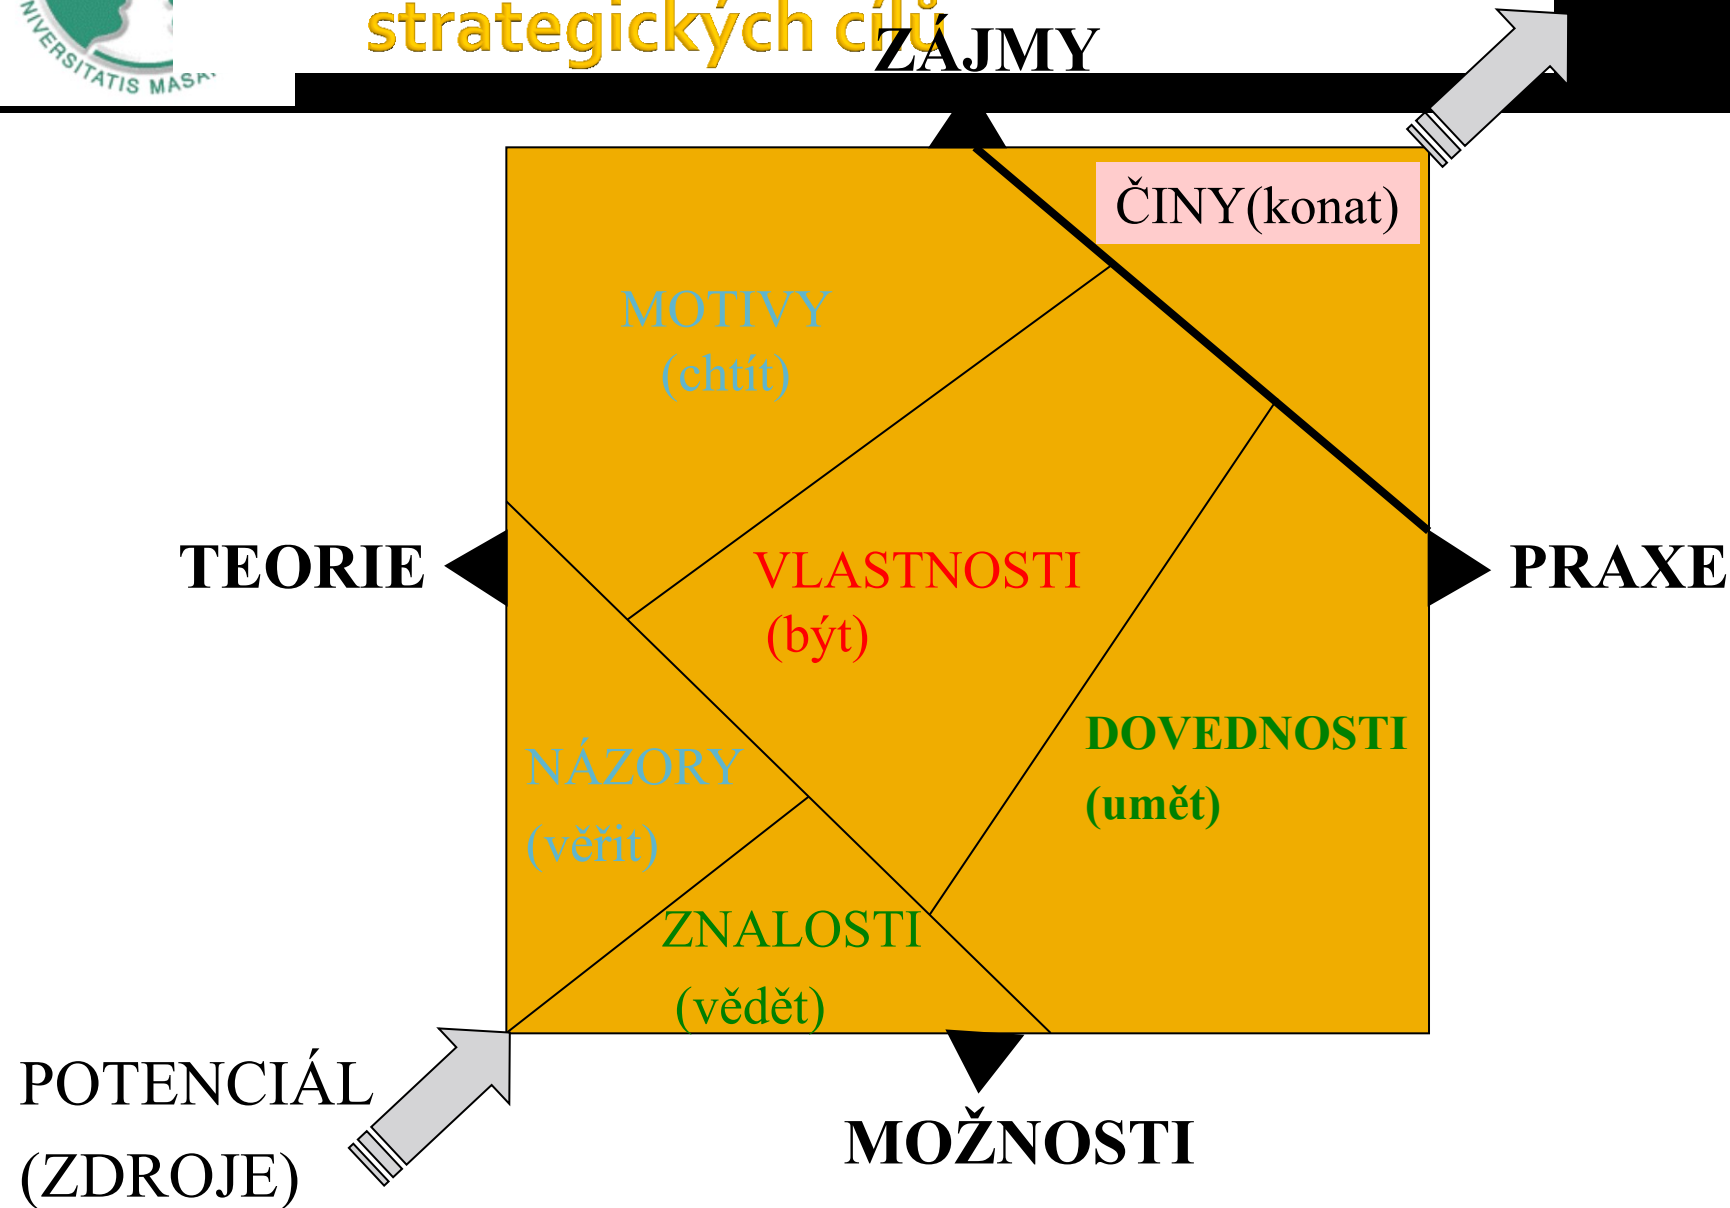 strategických cílů
ZÁJMY
ČINY(konat)
MOTIVY
(chtít)
TEORIE
VLASTNOSTI
(být)
PRAXE
DOVEDNOSTI
(umět)
NÁZORY
(věřit)
ZNALOSTI
(vědět)
POTENCIÁL
(ZDROJE)
MOŽNOSTI